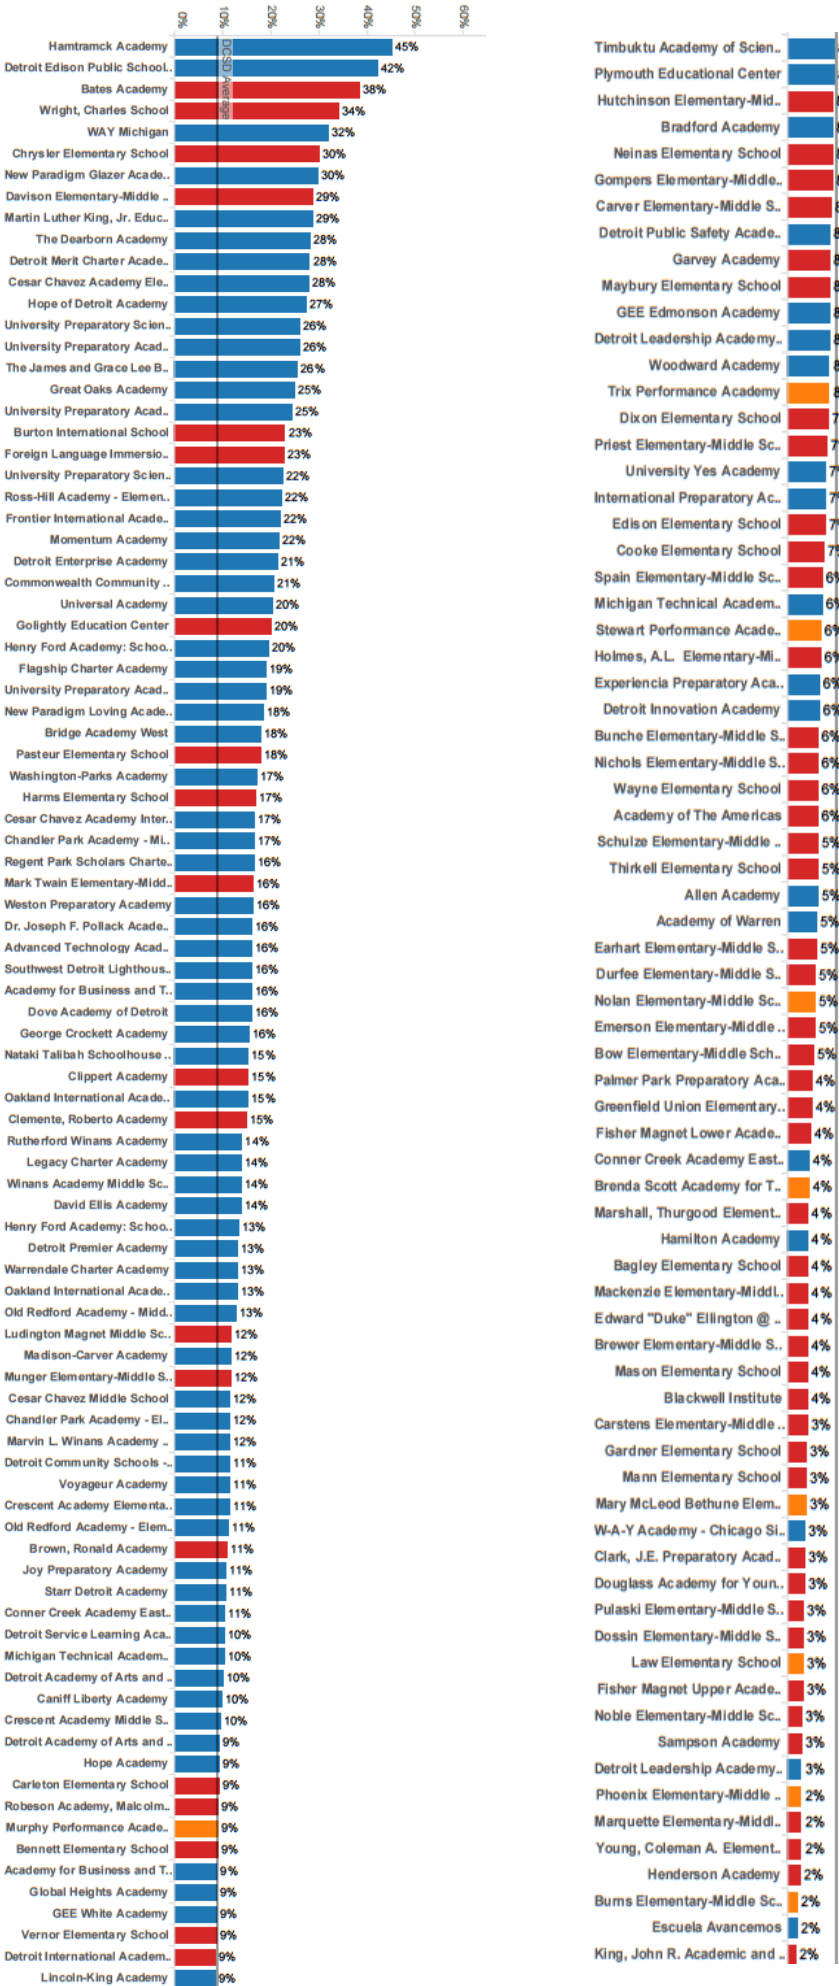 0% 10% 20% 30% 40% 50% 60%
DCSD Average
Hamtramck Academy 45%
Detroit Edison Public School.. 42%
Bates Academy 38%
Wright, Charles School 34%
WAY Michigan 32%
Chrysler Elementary School 30%
New Paradigm Glazer Acade.. 30%
Davison Elementary-Middle .. 29%
Martin Luther King, Jr. Educ.. 29%
The Dearborn Academy 28%
Detroit Merit Charter Acade.. 28%
Cesar Chavez Academy Ele.. 28%
Hope of Detroit Academy 27%
University Preparatory Scien.. 26%
University Preparatory Acad.. 26%
The James and Grace Lee B.. 26%
Great Oaks Academy 25%
University Preparatory Acad.. 25%
Burton International School 23%
Foreign Language Immersio.. 23%
University Preparatory Scien.. 22%
Ross-Hill Academy - Elemen.. 22%
Frontier International Acade.. 22%
Momentum Academy 22%
Detroit Enterprise Academy 21%
Commonwealth Community .. 21%
Universal Academy 20%
Golightly Education Center 20%
Henry Ford Academy: Schoo.. 20%
Flagship Charter Academy 19%
University Preparatory Acad.. 19%
New Paradigm Loving Acade.. 18%
Bridge Academy West 18%
Pasteur Elementary School 18%
Washington-Parks Academy 17%
Harms Elementary School 17%
Cesar Chavez Academy Inter.. 17%
Chandler Park Academy - Mi.. 17%
Regent Park Scholars Charte.. 16%
Mark Twain Elementary-Midd.. 16%
Weston Preparatory Academy 16%
Dr. Joseph F. Pollack Acade.. 16%
Advanced Technology Acad.. 16%
Southwest Detroit Lighthous.. 16%
Academy for Business and T.. 16%
Dove Academy of Detroit 16%
George Crockett Academy 16%
Nataki Talibah Schoolhouse .. 15%
Clippert Academy 15%
Oakland International Acade.. 15%
Clemente, Roberto Academy 15%
Rutherford Winans Academy 14%
Legacy Charter Academy 14%
Winans Academy Middle Sc.. 14%
David Ellis Academy 14%
Henry Ford Academy: Schoo.. 13%
Detroit Premier Academy 13%
Warrendale Charter Academy 13%
Oakland International Acade.. 13%
Old Redford Academy - Midd.. 13%
Ludington Magnet Middle Sc.. 12%
Madison-Carver Academy 12%
Munger Elementary-Middle S.. 12%
Cesar Chavez Middle School 12%
Chandler Park Academy - El.. 12%
Marvin L. Winans Academy .. 12%
Detroit Community Schools -.. 11%
Voyageur Academy 11%
Crescent Academy Elementa.. 11%
Old Redford Academy - Elem.. 11%
Brown, Ronald Academy 11%
Joy Preparatory Academy 11%
Starr Detroit Academy 11%
Conner Creek Academy East.. 11%
Detroit Service Learning Aca.. 10%
Michigan Technical Academ.. 10%
Detroit Academy of Arts and .. 10%
Caniff Liberty Academy 10%
Crescent Academy Middle S.. 10%
Detroit Academy of Arts and .. 9%
Hope Academy 9%
Carleton Elementary School 9%
Robeson Academy, Malcolm.. 9%
Murphy Performance Acade.. 9%
Bennett Elementary School 9%
Academy for Business and T.. 9%
Global Heights Academy 9%
GEE White Academy 9%
Vernor Elementary School 9%
Detroit International Academ.. 9%
Lincoln-King Academy 9%
Timbuktu Academy of Scien..
Plymouth Educational Center
Hutchinson Elementary-Mid..
Bradford Academy
Neinas Elementary School
Gompers Elementary-Middle..
Carver Elementary-Middle S..
Detroit Public Safety Acade..
Garvey Academy
Maybury Elementary School
GEE Edmonson Academy
Detroit Leadership Academy..
Woodward Academy
Trix Performance Academy
Dixon Elementary School 7
Priest Elementary-Middle Sc.. 7%
University Yes Academy 7%
International Preparatory Ac.. 7%
Edison Elementary School 7%
Cooke Elementary School 7%
Spain Elementary-Middle Sc.. 6%
Michigan Technical Academ.. 6%
Stewart Performance Acade.. 6%
Holmes, A.L. Elementary-Mi.. 6%
Experiencia Preparatory Aca.. 6%
Detroit Innovation Academy 6%
Bunche Elementary-Middle S.. 6%
Nichols Elementary-Middle S.. 6%
Wayne Elementary School 6%
Academy of The Americas 6%
Schulze Elementary-Middle .. 5%
Thirkell Elementary School 5%
Allen Academy 5%
Academy of Warren 5%
Earhart Elementary-Middle S.. 5%
Durfee Elementary-Middle S.. 5%
Nolan Elementary-Middle Sc.. 5%
Emerson Elementary-Middle .. 5%
Bow Elementary-Middle Sch.. 5%
Palmer Park Preparatory Aca.. 4%
Greenfield Union Elementary.. 4%
Fisher Magnet Lower Acade.. 4%
Conner Creek Academy East.. 4%
Brenda Scott Academy for T.. 4%
Marshall, Thurgood Element.. 4%
Hamilton Academy 4%
Bagley Elementary School 4%
Mackenzie Elementary-Middl.. 4%
Edward "Duke" Ellington @ .. 4%
Brewer Elementary-Middle S.. 4%
Mason Elementary School 4%
Blackwell Institute 4%
Carstens Elementary-Middle .. 3%
Gardner Elementary School 3%
Mann Elementary School 3%
Mary McLeod Bethune Elem.. 3%
W-A-Y Academy - Chicago Si.. 3%
Clark, J.E. Preparatory Acad.. 3%
Douglass Academy for Youn.. 3%
Pulaski Elementary-Middle S.. 3%
Dossin Elementary-Middle S.. 3%
Law Elementary School 3%
Fisher Magnet Upper Acade.. 3%
Noble Elementary-Middle Sc.. 3%
Sampson Academy 3%
Detroit Leadership Academy.. 3%
Phoenix Elementary-Middle .. 2%
Marquette Elementary-Middl.. 2%
Young, Coleman A. Element.. 2%
Henderson Academy 2%
Burns Elementary-Middle Sc.. 2%
Escuela Avancemos 2%
King, John R. Academic and .. 2%